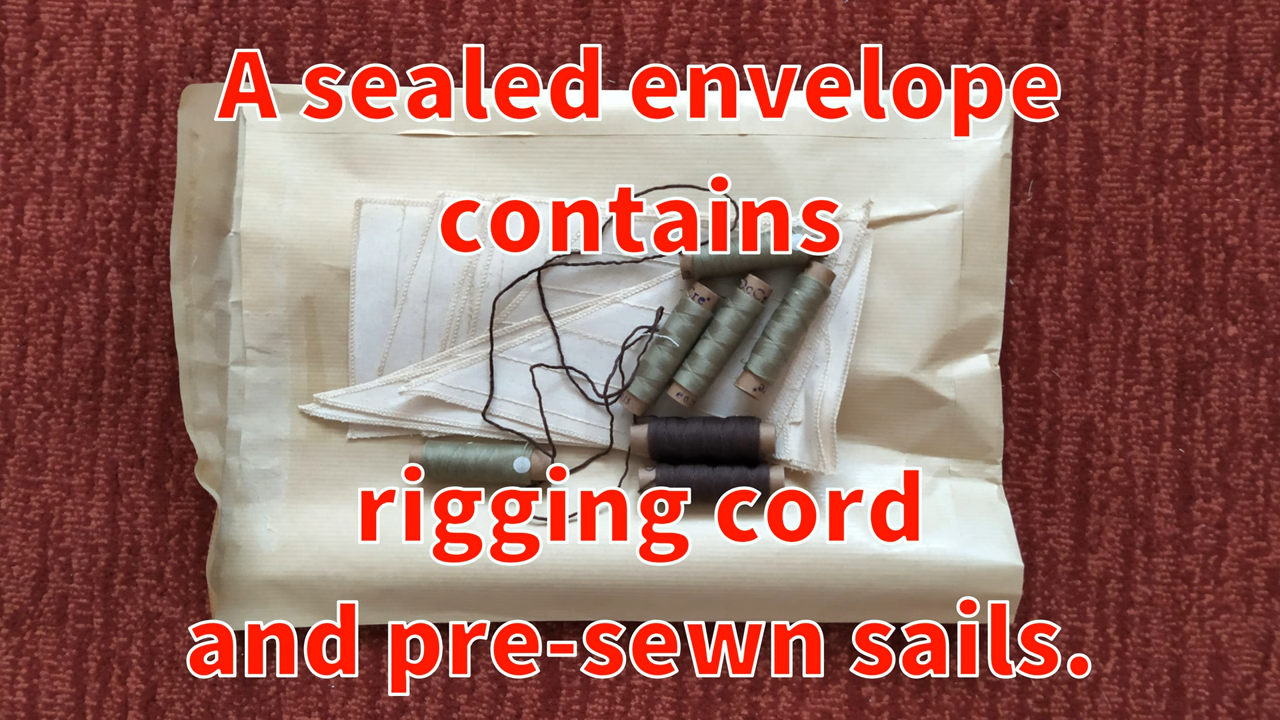 A sealed envelope
contains
rigging cord
and pre-sewn sails.